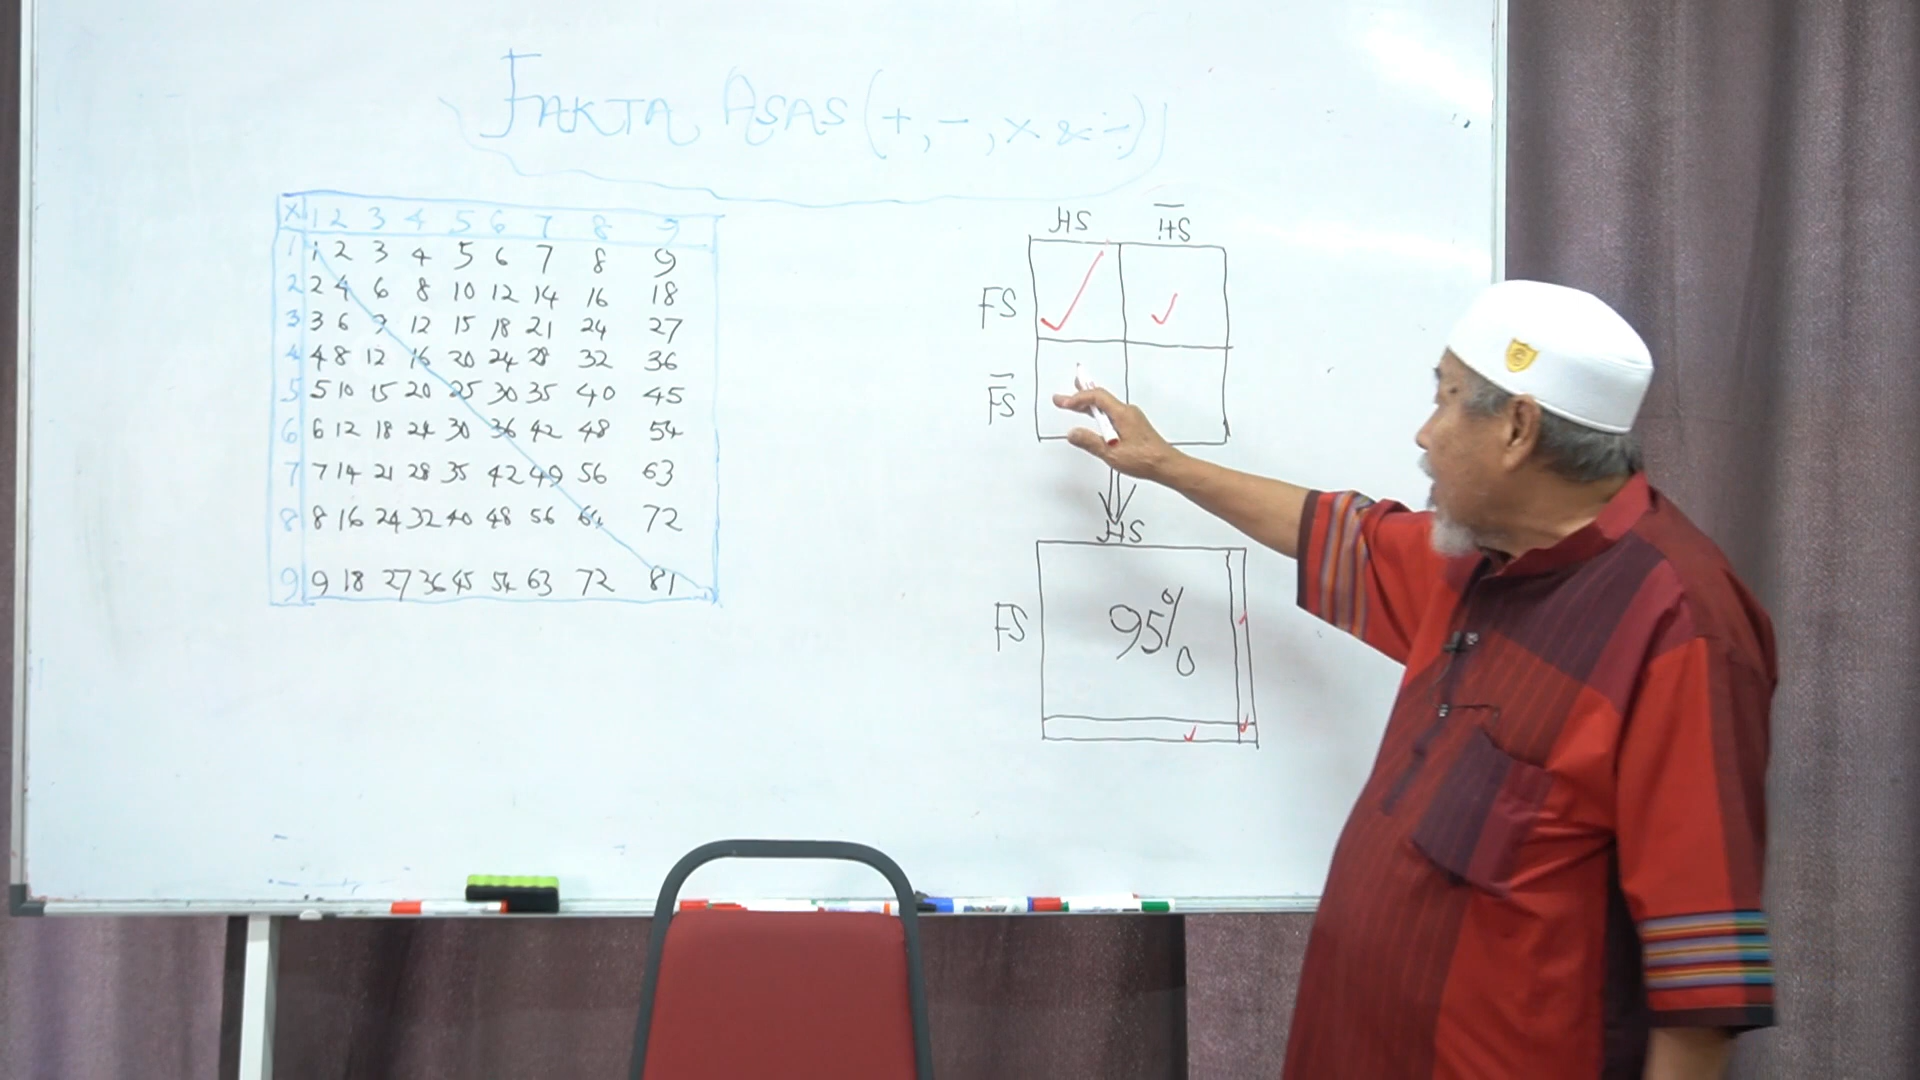 FAKTA ASAS (+, -, × & ÷)
× 1 2 3 4 5 6 7 8 9
1 1 2 3 4 5 6 7 8 9
2 2 4 6 8 10 12 14 16 18
3 3 6 9 12 15 18 21 24 27
4 4 8 12 16 20 24 28 32 36
5 5 10 15 20 25 30 35 40 45
6 6 12 18 24 30 36 42 48 54
7 7 14 21 28 35 42 49 56 63
8 8 16 24 32 40 48 56 64 72
9 9 18 27 36 45 54 63 72 81
HS H̅S̅
FS
F̅S̅
HS
FS 95%